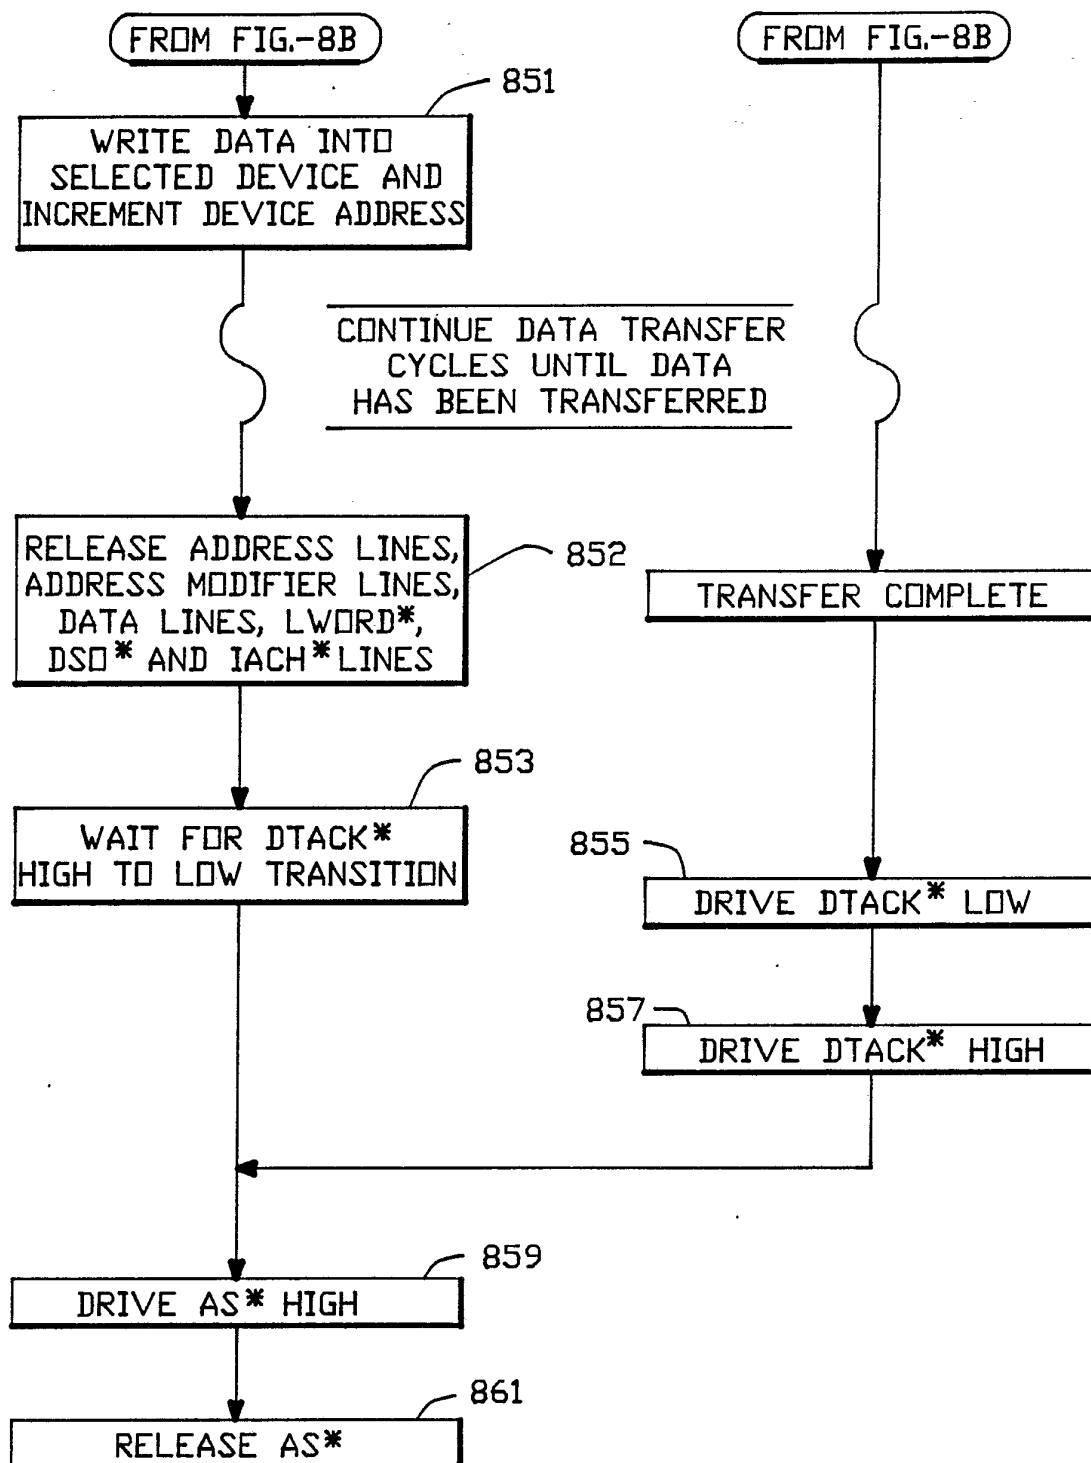 FROM FIG.-8B
FROM FIG.-8B
851
WRITE DATA INTO
SELECTED DEVICE AND
INCREMENT DEVICE ADDRESS
CONTINUE DATA TRANSFER
CYCLES UNTIL DATA
HAS BEEN TRANSFERRED
852
RELEASE ADDRESS LINES,
ADDRESS MODIFIER LINES,
DATA LINES, LWORD*,
DSO* AND IACH* LINES
TRANSFER COMPLETE
853
WAIT FOR DTACK*
HIGH TO LOW TRANSITION
855
DRIVE DTACK* LOW
857
DRIVE DTACK* HIGH
859
DRIVE AS* HIGH
861
RELEASE AS*